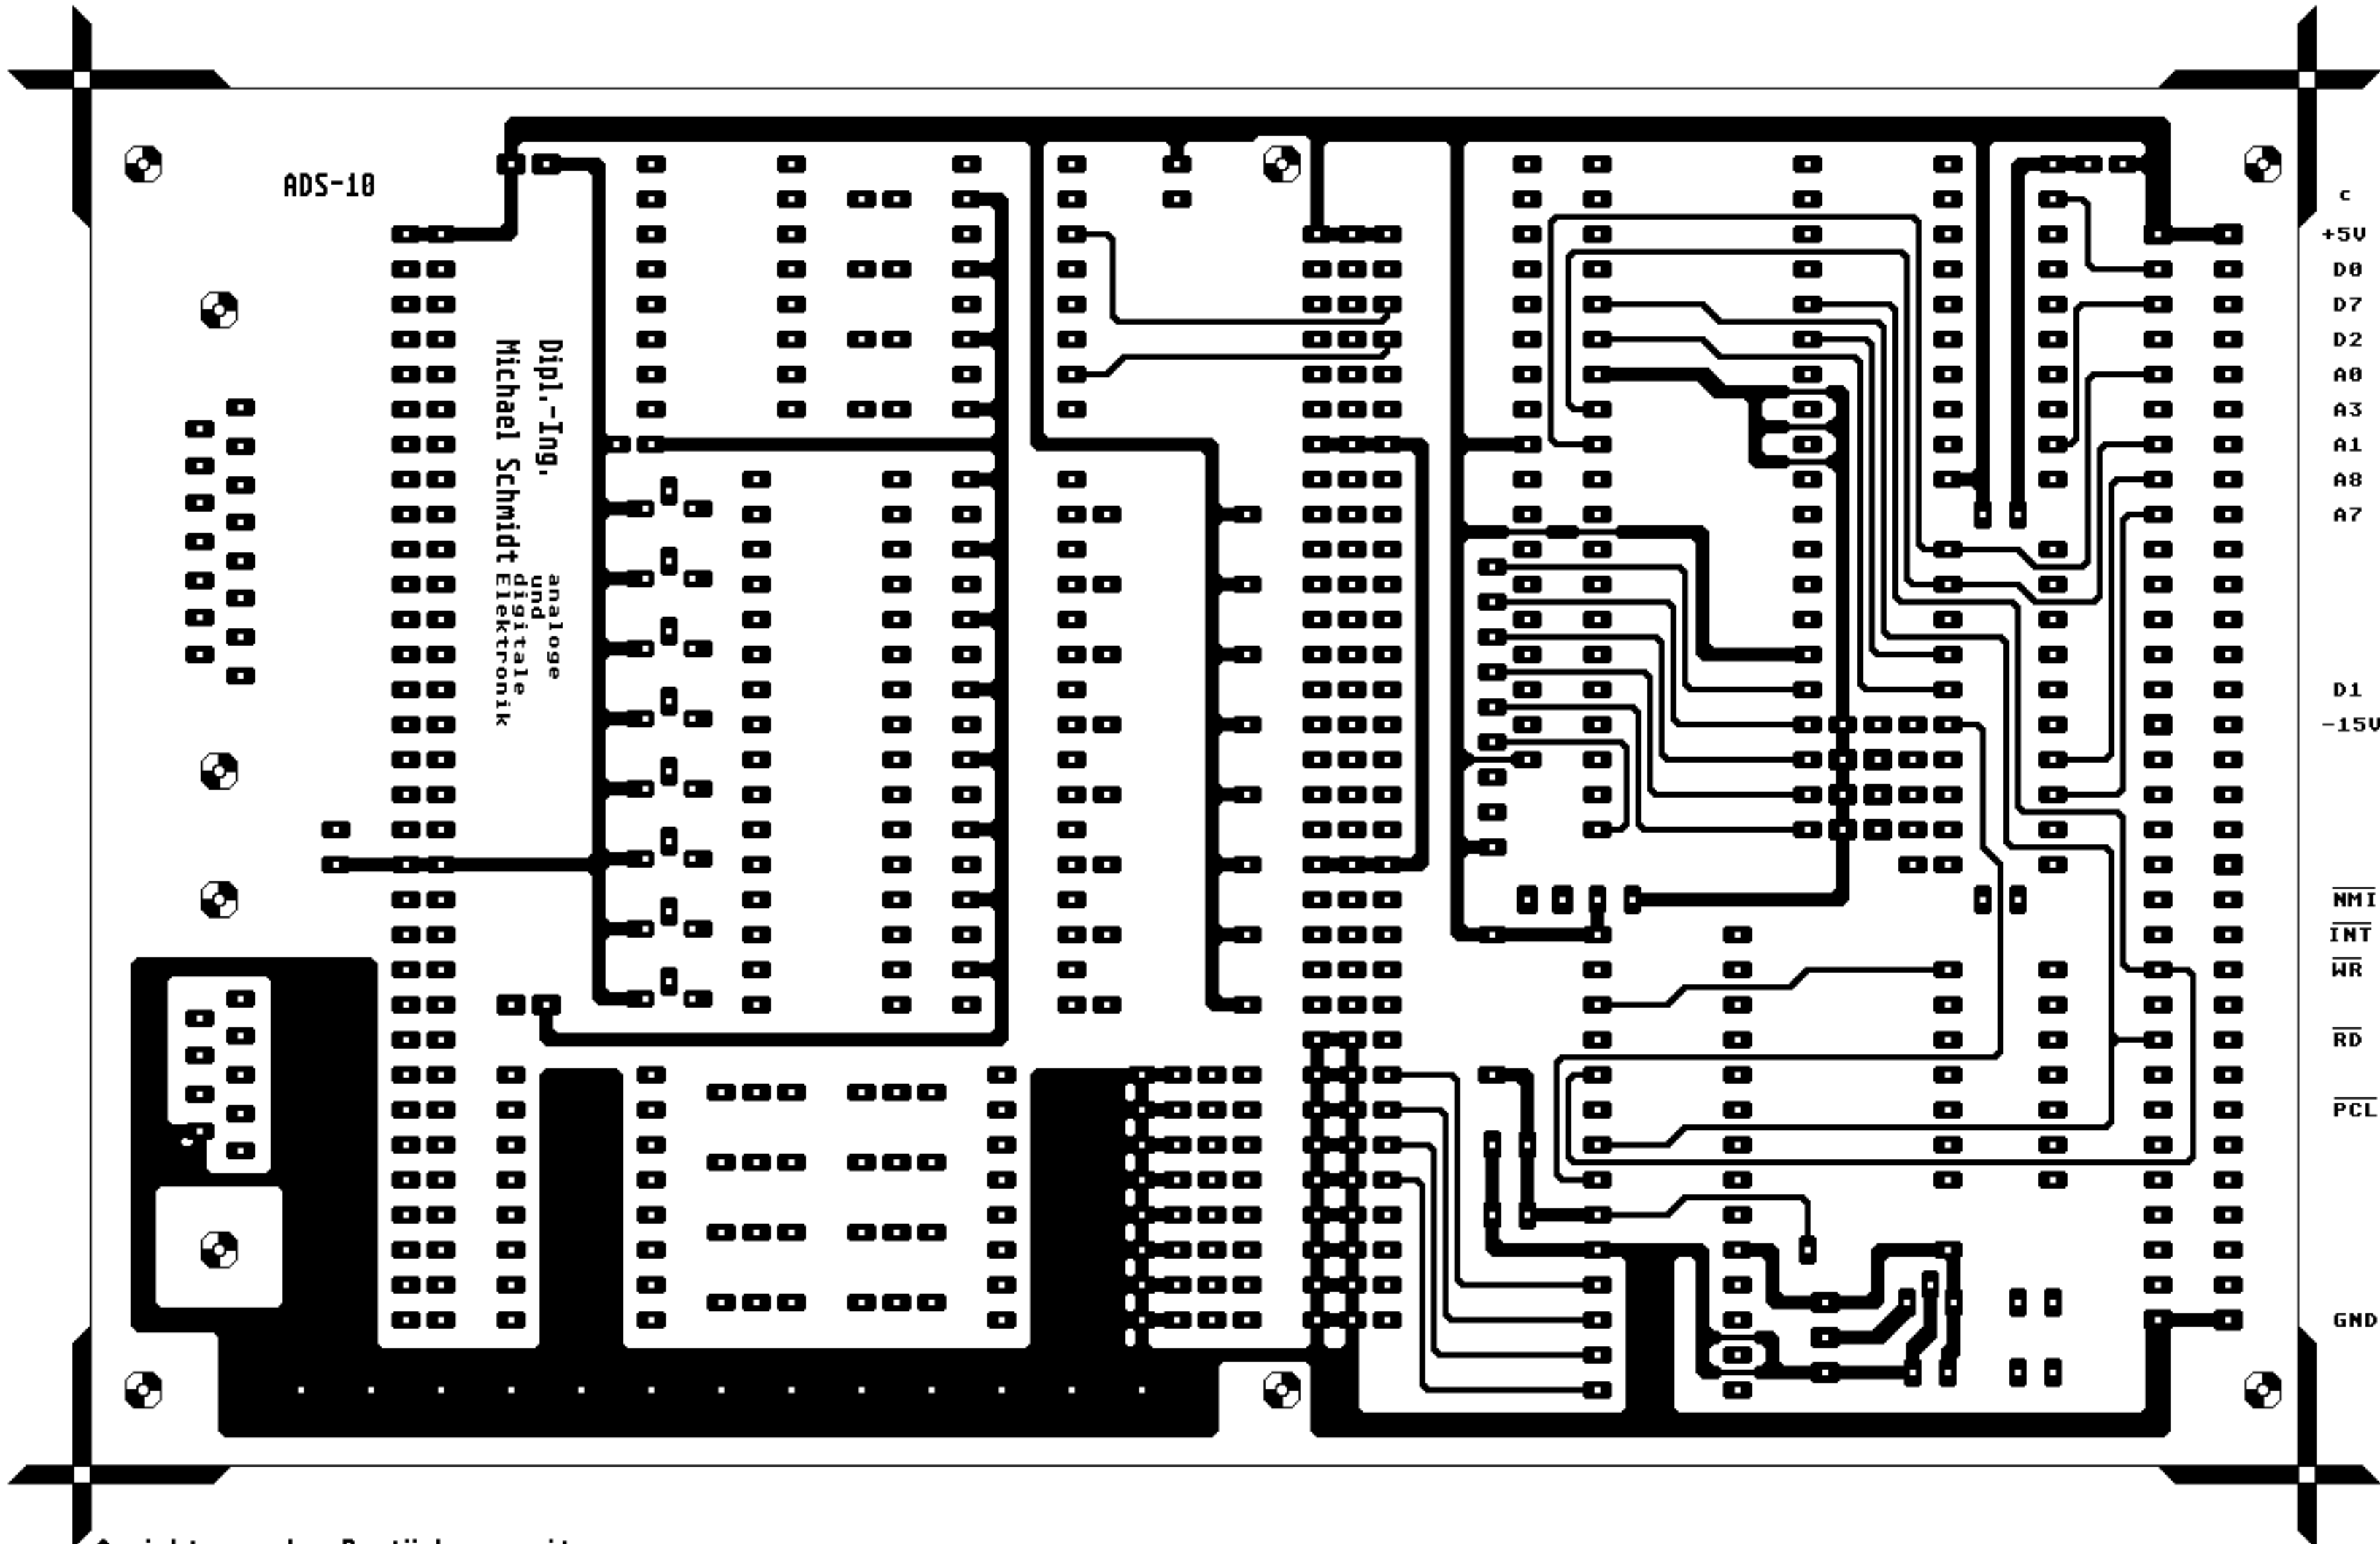 ADS-10
Dipl.-Ing.
Michael Schmidt
analoge
und
digitale
Elektronik
c
+5V
D0
D7
D2
A0
A3
A1
A8
A7
D1
-15V
NMI
INT
WR
RD
PCL
GND